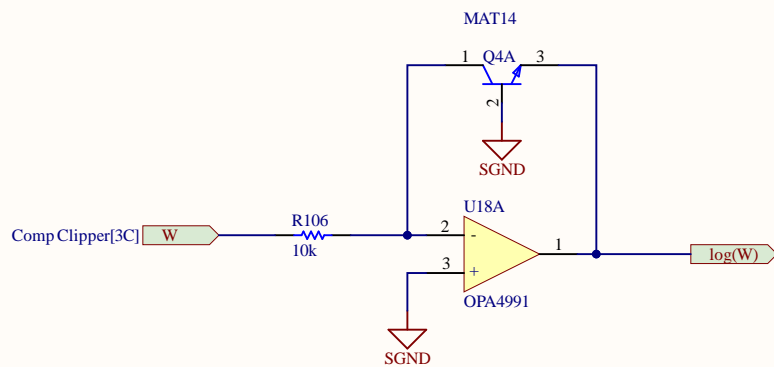 MAT14
1
Q4A
3
2
SGND
U18A
R106
Comp Clipper[3C]
W
10k
2
-
1
log(W)
3
+
OPA4991
SGND